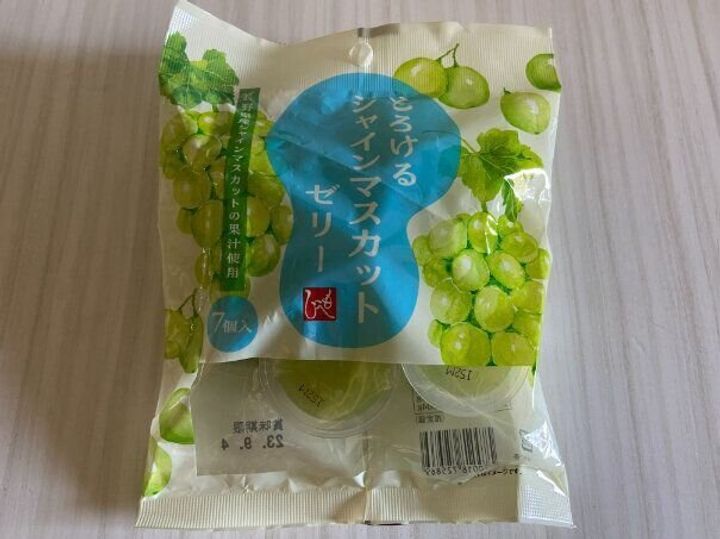 とろける
シャインマスカット
ゼリー
長野県産シャインマスカットの果汁使用
7個入
賞味期限
23. 9. 4
1S2M
1S2M